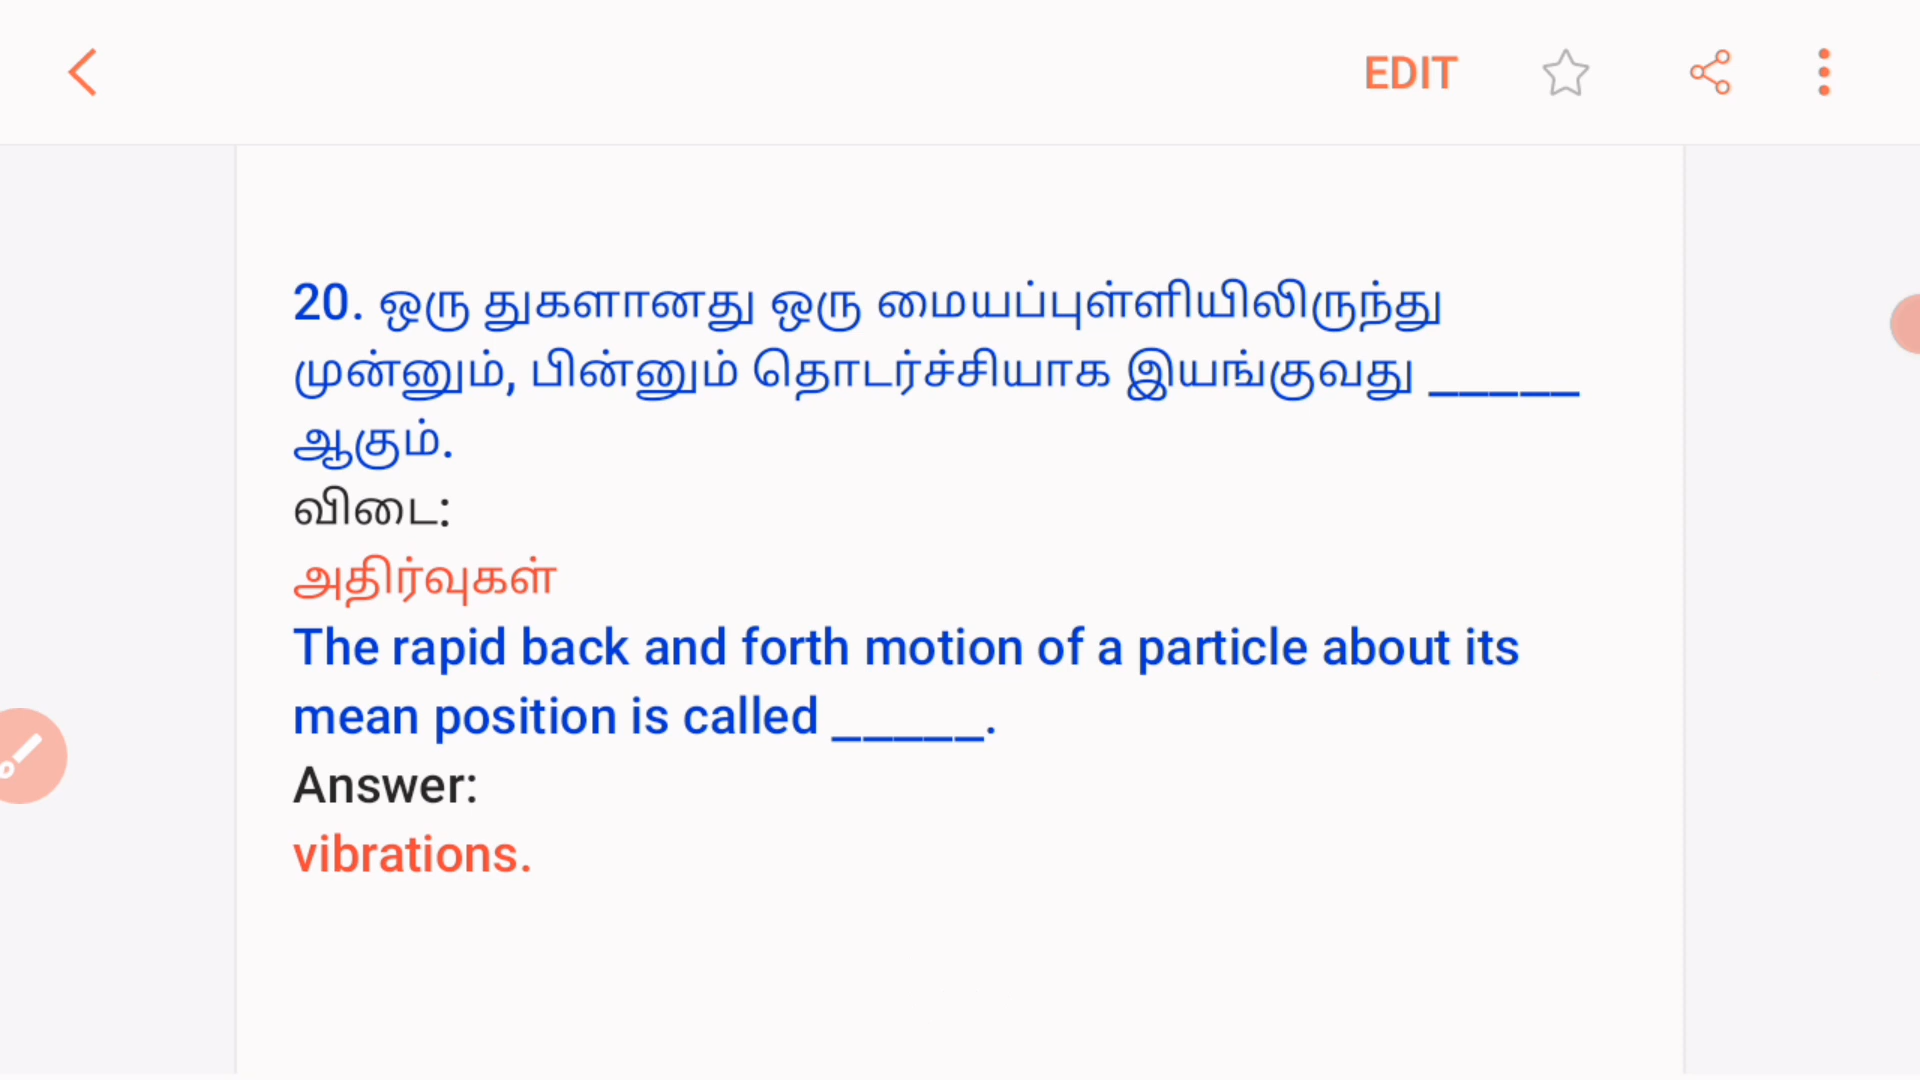 EDIT
20. ஒரு துகளானது ஒரு மையப்புள்ளியிலிருந்து
முன்னும், பின்னும் தொடர்ச்சியாக இயங்குவது _____
ஆகும்.
விடை:
அதிர்வுகள்
The rapid back and forth motion of a particle about its
mean position is called _____.
Answer:
vibrations.